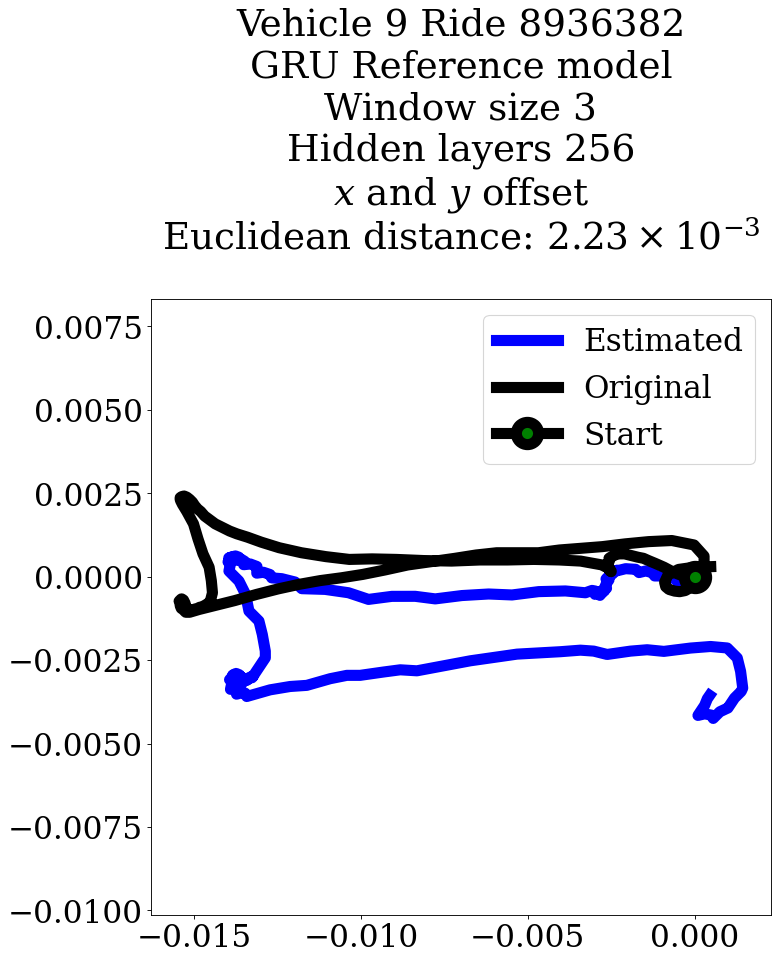 Vehicle 9 Ride 8936382
GRU Reference model
Window size 3
Hidden layers 256
x and y offset
Euclidean distance: 2.23 × 10⁻³
Estimated
Original
Start
0.0075
0.0050
0.0025
0.0000
−0.0025
−0.0050
−0.0075
−0.0100
−0.015 −0.010 −0.005 0.000